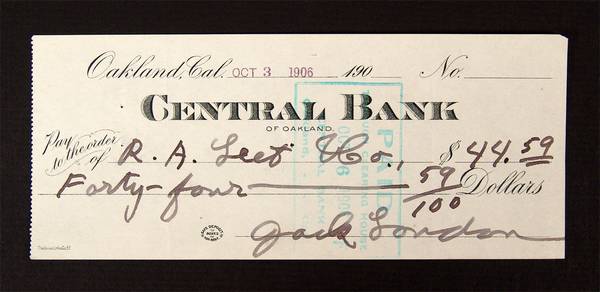 Oakland, Cal. OCT 3 1906 190 No.
CENTRAL BANK
OF OAKLAND.
Pay to the order of R. A. & Co., $44.59
Forty-four 59/100 Dollars
Jack London
PAID